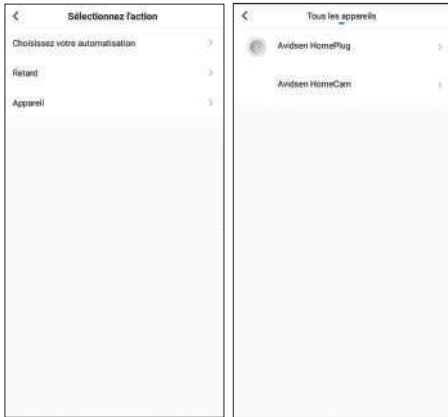 Sélectionnez l'action
Choisissez votre automatisation
Retard
Appareil
Tous les appareils
Avidsen HomePlug
Avidsen HomeCam